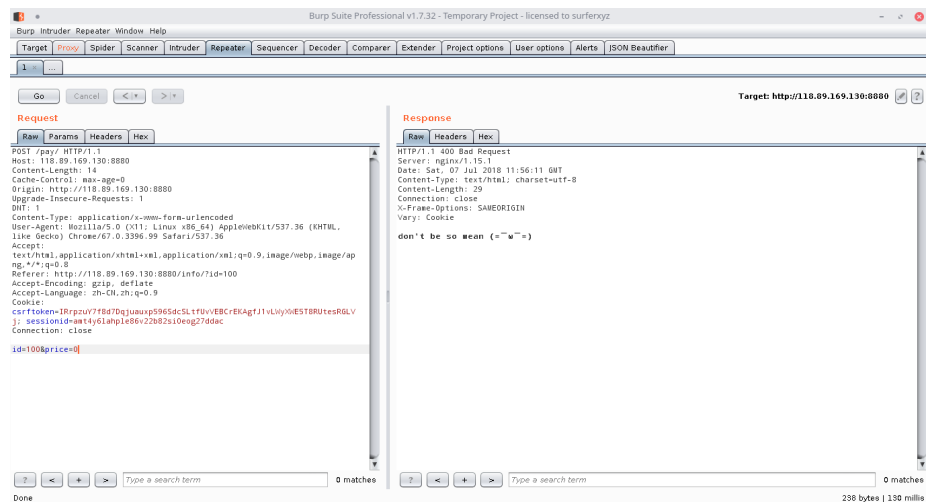 Burp Suite Professional v1.7.32 - Temporary Project - licensed to surferxyz
Burp Intruder Repeater Window Help
Target Proxy Spider Scanner Intruder Repeater Sequencer Decoder Comparer Extender Project options User options Alerts JSON Beautifier
1 × ...
Go Cancel < > Target: http://118.89.169.130:8880 ?
Request
Raw Params Headers Hex
POST /pay/ HTTP/1.1
Host: 118.89.169.130:8880
Content-Length: 14
Cache-Control: max-age=0
Origin: http://118.89.169.130:8880
Upgrade-Insecure-Requests: 1
DNT: 1
Content-Type: application/x-www-form-urlencoded
User-Agent: Mozilla/5.0 (X11; Linux x86_64) AppleWebKit/537.36 (KHTML,
like Gecko) Chrome/67.0.3396.99 Safari/537.36
Accept:
text/html,application/xhtml+xml,application/xml;q=0.9,image/webp,image/ap
ng,*/*;q=0.8
Referer: http://118.89.169.130:8880/info/?id=100
Accept-Encoding: gzip, deflate
Accept-Language: zh-CN,zh;q=0.9
Cookie:
csrftoken=IRrpzuY7f8d7Dqjuauxp596SdcSLtfUvVEBCrEKAgfJ1vLWyXWEST8RUtesRGLV
j; sessionid=amt4y6lahple86v22b82si0eog27ddac
Connection: close
id=100&price=0
? < + > Type a search term 0 matches
Response
Raw Headers Hex
HTTP/1.1 400 Bad Request
Server: nginx/1.15.1
Date: Sat, 07 Jul 2018 11:56:11 GMT
Content-Type: text/html; charset=utf-8
Content-Length: 29
Connection: close
X-Frame-Options: SAMEORIGIN
Vary: Cookie
don't be so mean (=¯ω¯=)
? < + > Type a search term 0 matches
Done 238 bytes | 130 millis